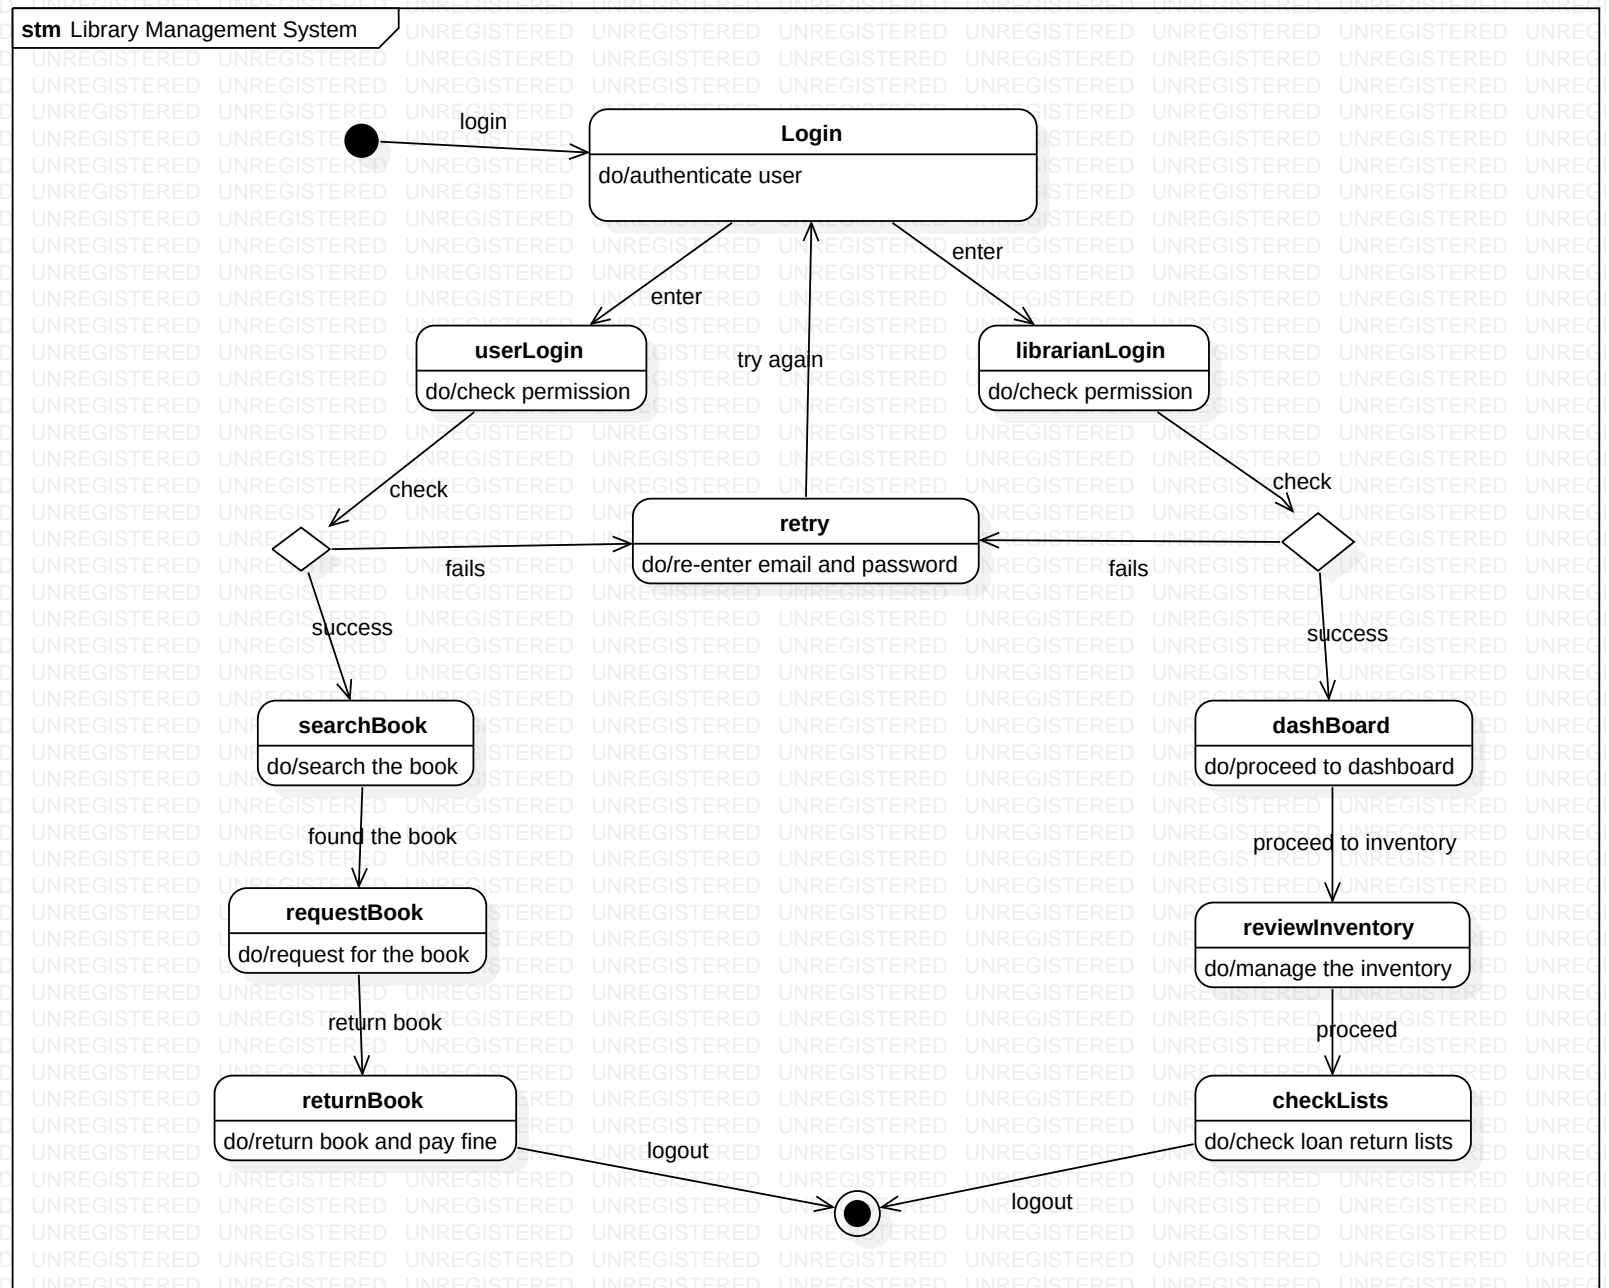 stm Library Management System
login
Login
do/authenticate user
enter
enter
userLogin
do/check permission
try again
librarianLogin
do/check permission
check
check
retry
do/re-enter email and password
fails
fails
success
success
searchBook
do/search the book
dashBoard
do/proceed to dashboard
found the book
proceed to inventory
requestBook
do/request for the book
reviewInventory
do/manage the inventory
return book
proceed
returnBook
do/return book and pay fine
checkLists
do/check loan return lists
logout
logout
UNREGISTERED